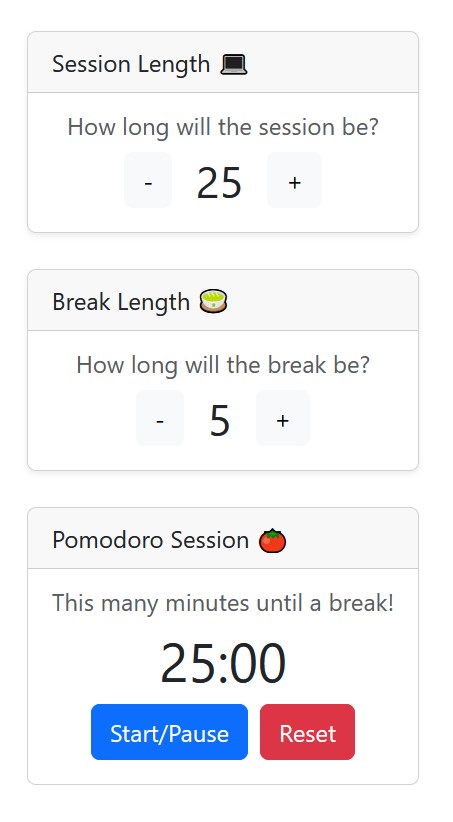 Session Length 💻
How long will the session be?
- 25 +
Break Length 🍵
How long will the break be?
- 5 +
Pomodoro Session 🍅
This many minutes until a break!
25:00
Start/Pause Reset